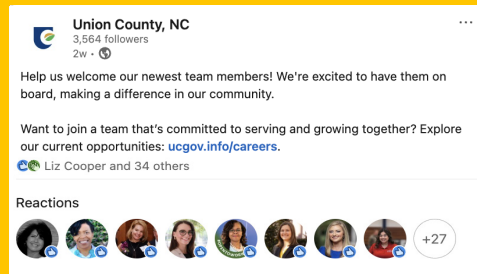 Union County, NC
3,564 followers
2w •
Help us welcome our newest team members! We're excited to have them on
board, making a difference in our community.
Want to join a team that's committed to serving and growing together? Explore
our current opportunities: ucgov.info/careers.
Liz Cooper and 34 others
Reactions
+27